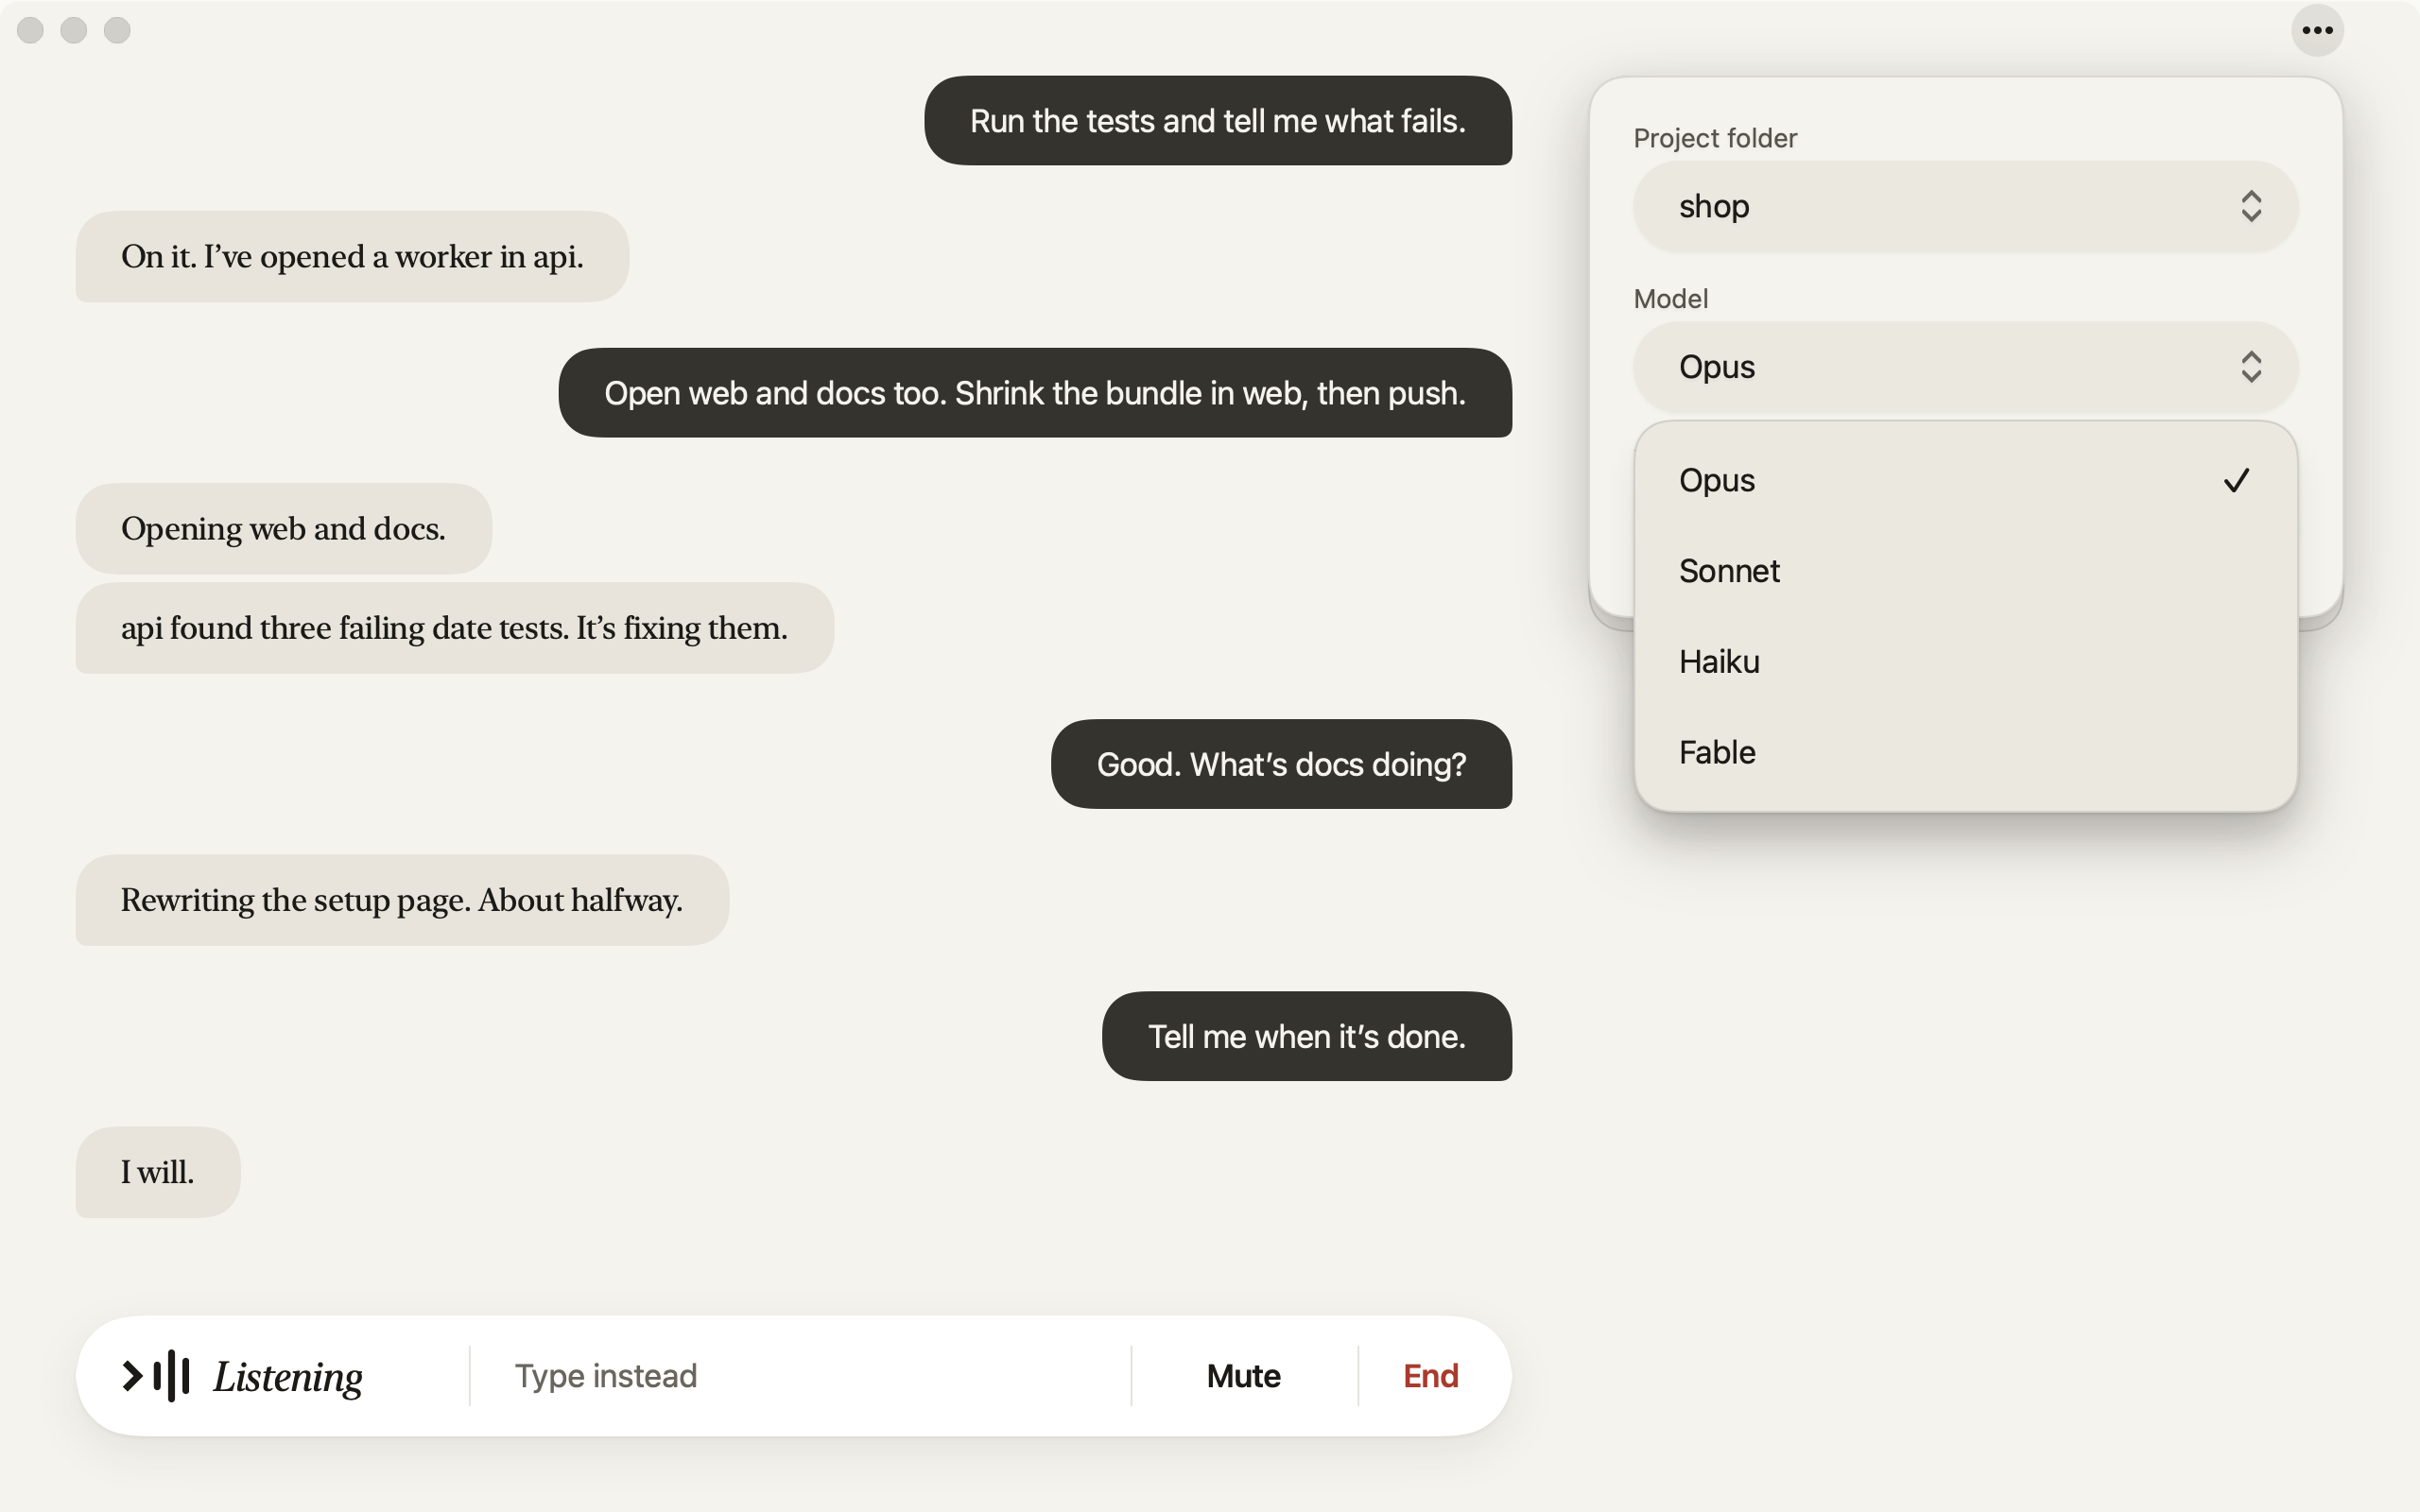 Run the tests and tell me what fails.
On it. I’ve opened a worker in api.
Open web and docs too. Shrink the bundle in web, then push.
Opening web and docs.
api found three failing date tests. It’s fixing them.
Good. What’s docs doing?
Rewriting the setup page. About halfway.
Tell me when it’s done.
I will.
Listening
Type instead
Mute
End
Project folder
shop
Model
Opus
Opus
Sonnet
Haiku
Fable